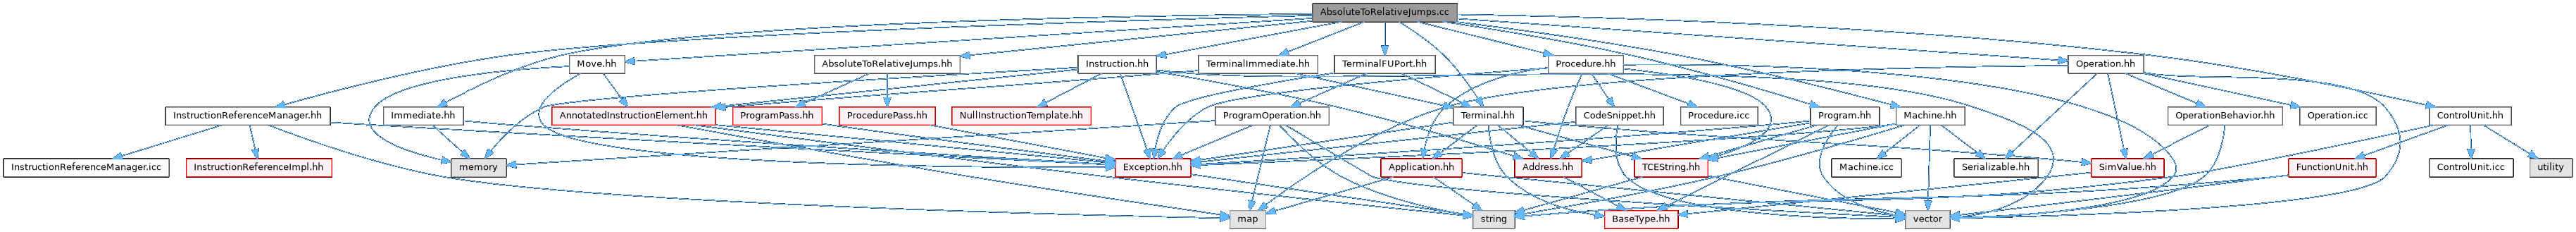 AbsoluteToRelativeJumps.cc
Move.hh
AbsoluteToRelativeJumps.hh
Instruction.hh
TerminalImmediate.hh
TerminalFUPort.hh
Procedure.hh
Operation.hh
InstructionReferenceManager.hh
Immediate.hh
AnnotatedInstructionElement.hh
ProgramPass.hh
ProcedurePass.hh
NullInstructionTemplate.hh
ProgramOperation.hh
Terminal.hh
CodeSnippet.hh
Procedure.icc
Program.hh
Machine.hh
OperationBehavior.hh
Operation.icc
ControlUnit.hh
InstructionReferenceManager.icc
InstructionReferenceImpl.hh
memory
Exception.hh
Application.hh
Address.hh
TCEString.hh
Machine.icc
Serializable.hh
SimValue.hh
FunctionUnit.hh
ControlUnit.icc
utility
map
string
BaseType.hh
vector